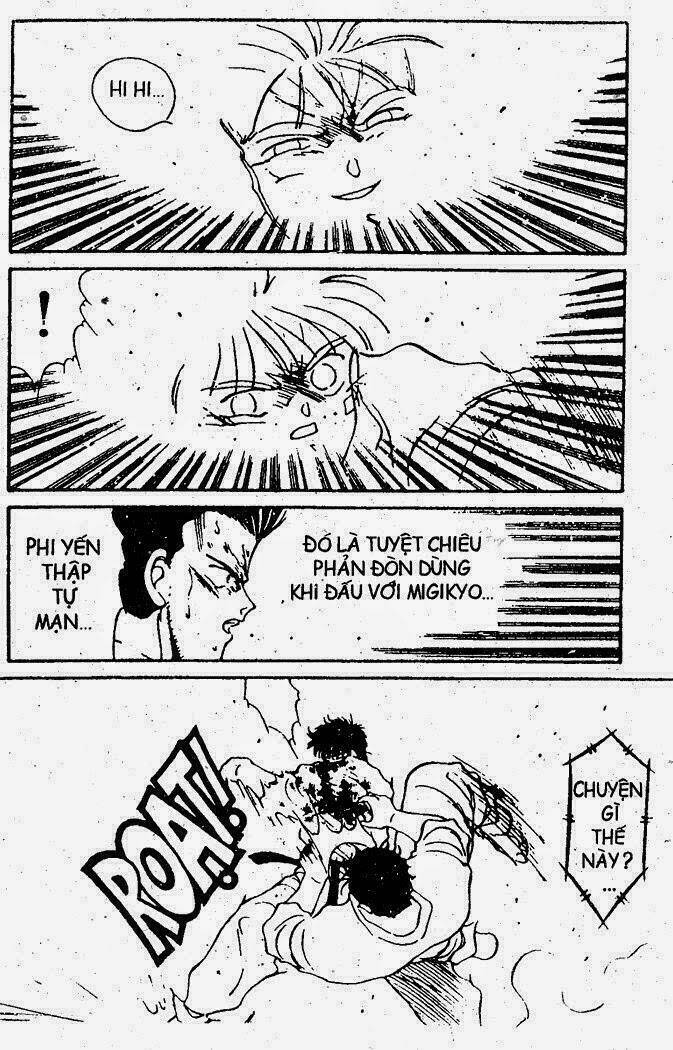 HI HI...
!
PHI YẾN
THẬP
TỰ
MẠN...
ĐÓ LÀ TUYỆT CHIÊU
PHẢN ĐÒN DÙNG
KHI ĐẤU VỚI MIGIKYO...
ROẠT!
CHUYỆN
GÌ
THẾ
NÀY?
...